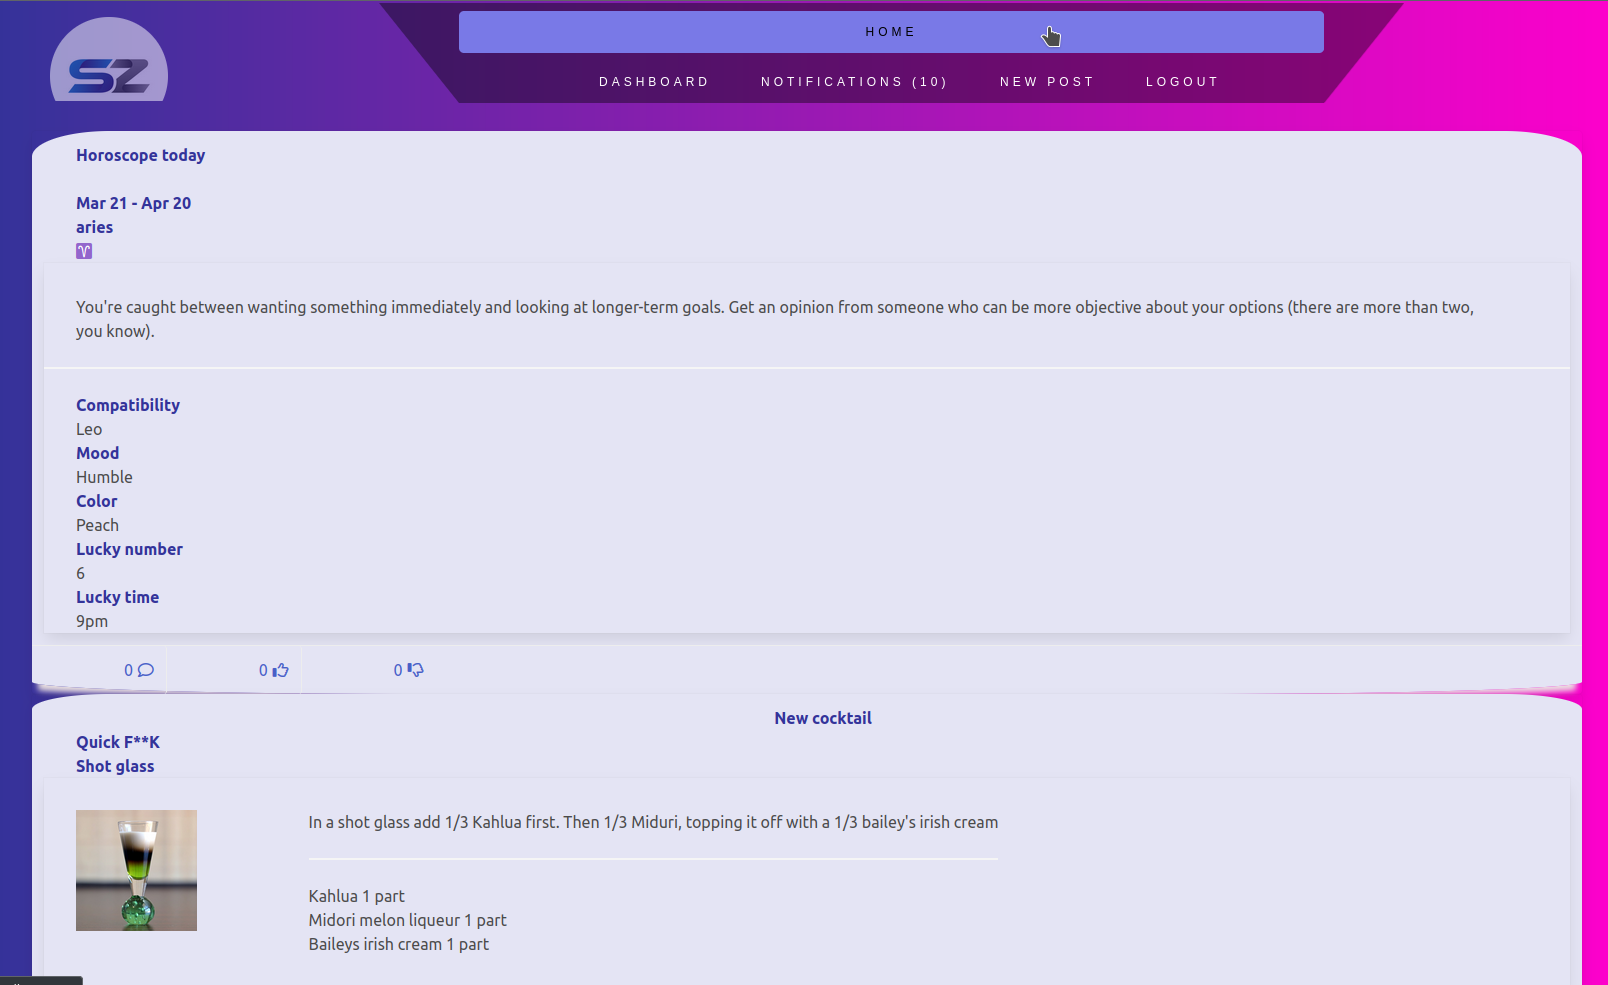 SZ
HOME
DASHBOARD NOTIFICATIONS (10) NEW POST LOGOUT
Horoscope today
Mar 21 - Apr 20
aries
You're caught between wanting something immediately and looking at longer-term goals. Get an opinion from someone who can be more objective about your options (there are more than two,
you know).
Compatibility
Leo
Mood
Humble
Color
Peach
Lucky number
6
Lucky time
9pm
0 0 0
New cocktail
Quick F**K
Shot glass
In a shot glass add 1/3 Kahlua first. Then 1/3 Miduri, topping it off with a 1/3 bailey's irish cream
Kahlua 1 part
Midori melon liqueur 1 part
Baileys irish cream 1 part